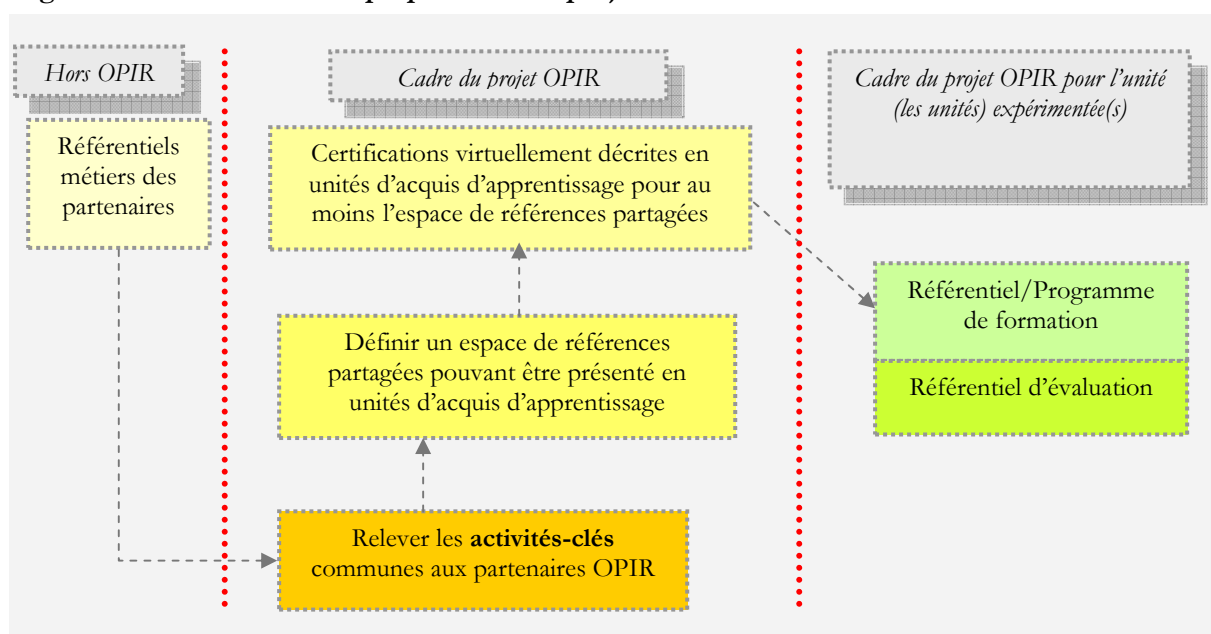 Hors OPIR
Référentiels
métiers des
partenaires
Cadre du projet OPIR
Certifications virtuellement décrites en
unités d'acquis d'apprentissage pour au
moins l'espace de références partagées
Définir un espace de références
partagées pouvant être présenté en
unités d'acquis d'apprentissage
Relever les activités-clés
communes aux partenaires OPIR
Cadre du projet OPIR pour l'unité
(les unités) expérimentée(s)
Référentiel/Programme
de formation
Référentiel d'évaluation